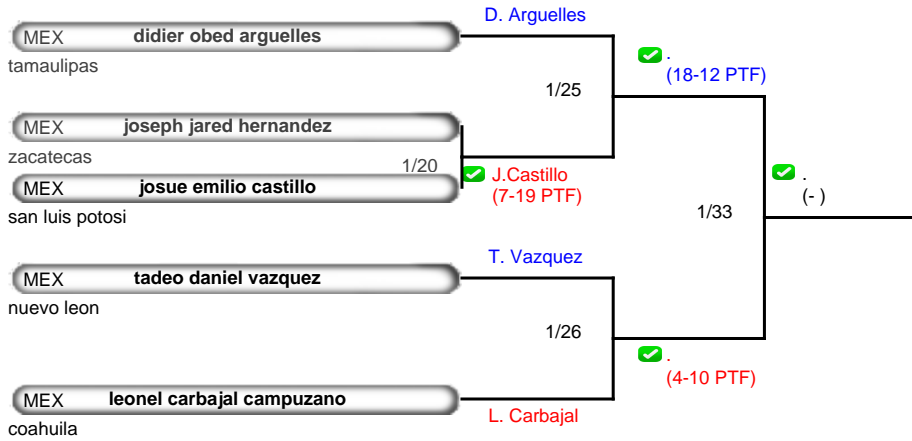 D. Arguelles
MEX didier obed arguelles
tamaulipas
.
(18-12 PTF)
1/25
MEX joseph jared hernandez
zacatecas
1/20
J.Castillo
(7-19 PTF)
MEX josue emilio castillo
san luis potosi
.
(- )
1/33
T. Vazquez
MEX tadeo daniel vazquez
nuevo leon
1/26
.
(4-10 PTF)
MEX leonel carbajal campuzano
L. Carbajal
coahuila